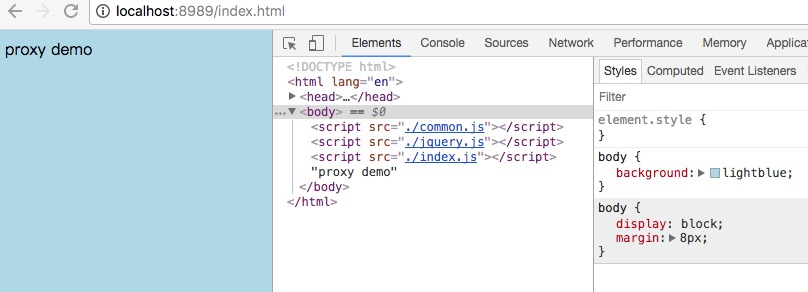 localhost:8989/index.html
proxy demo
Elements Console Sources Network Performance Memory Applicat
<!DOCTYPE html>
<html lang="en">
<head>…</head>
<body> == $0
<script src="./common.js"></script>
<script src="./jquery.js"></script>
<script src="./index.js"></script>
"proxy demo"
</body>
</html>
Styles Computed Event Listeners
Filter
element.style {
}
body {
background: lightblue;
}
body {
display: block;
margin: 8px;
}